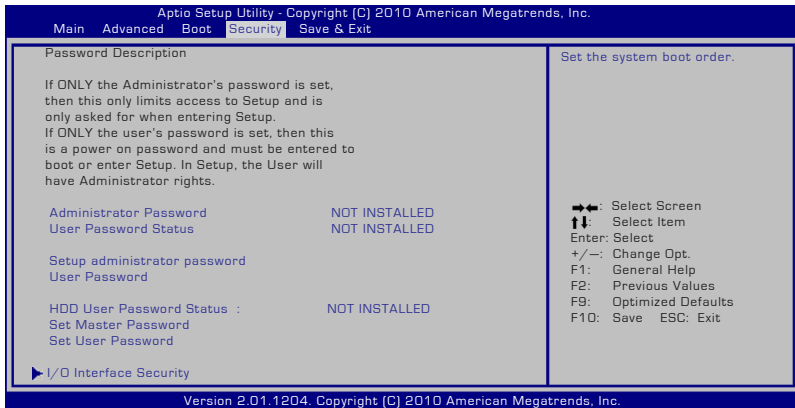 Aptio Setup Utility - Copyright (C) 2010 American Megatrends, Inc.
Main Advanced Boot Security Save & Exit
Password Description
If ONLY the Administrator's password is set,
then this only limits access to Setup and is
only asked for when entering Setup.
If ONLY the user's password is set, then this
is a power on password and must be entered to
boot or enter Setup. In Setup, the User will
have Administrator rights.
Administrator Password NOT INSTALLED
User Password Status NOT INSTALLED
Setup administrator password
User Password
HDD User Password Status : NOT INSTALLED
Set Master Password
Set User Password
I/O Interface Security
Set the system boot order.
→←: Select Screen
↑↓: Select Item
Enter: Select
+/—: Change Opt.
F1: General Help
F2: Previous Values
F9: Optimized Defaults
F10: Save ESC: Exit
Version 2.01.1204. Copyright (C) 2010 American Megatrends, Inc.